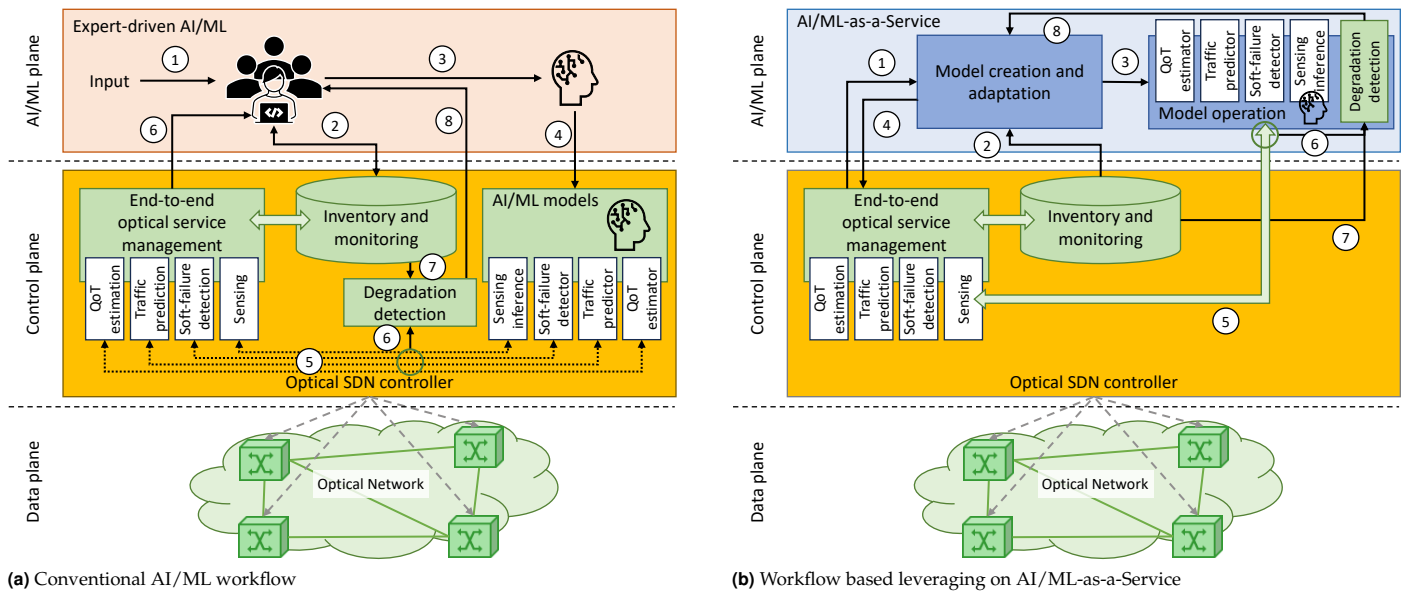 AI/ML plane
Expert-driven AI/ML
Input
1
2
3
4
6
8
Control plane
End-to-end
optical service
management
Inventory and
monitoring
AI/ML models
7
Degradation
detection
6
QoT
estimation
Traffic
prediction
Soft-failure
detection
Sensing
Sensing
inference
Soft-failure
detector
Traffic
predictor
QoT
estimator
5
Optical SDN controller
Data plane
Optical Network
(a) Conventional AI/ML workflow
AI/ML plane
AI/ML-as-a-Service
1
4
Model creation and
adaptation
8
2
3
QoT
estimator
Traffic
predictor
Soft-failure
detector
Sensing
inference
Degradation
detection
Model operation
6
Control plane
End-to-end
optical service
management
Inventory and
monitoring
7
QoT
estimation
Traffic
prediction
Soft-failure
detection
Sensing
5
Optical SDN controller
Data plane
Optical Network
(b) Workflow based leveraging on AI/ML-as-a-Service